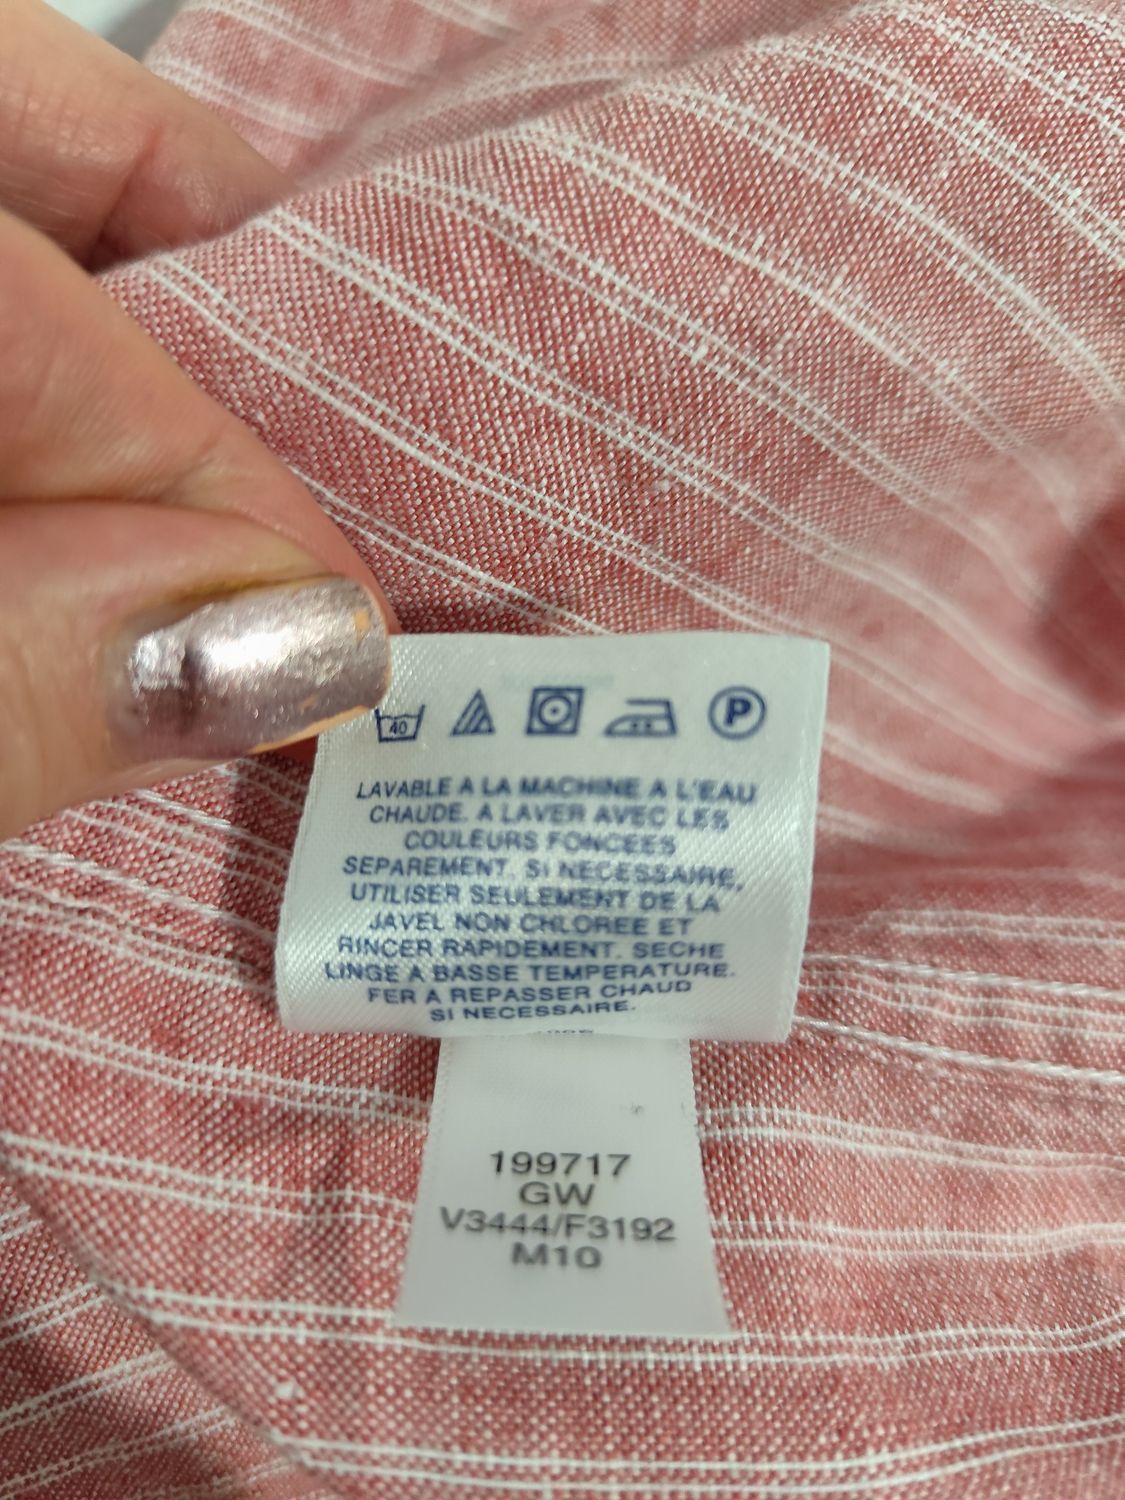 40 P
LAVABLE A LA MACHINE A L'EAU
CHAUDE. A LAVER AVEC LES
COULEURS FONCEES
SEPAREMENT. SI NECESSAIRE,
UTILISER SEULEMENT DE LA
JAVEL NON CHLOREE ET
RINCER RAPIDEMENT. SECHE
LINGE A BASSE TEMPERATURE.
FER A REPASSER CHAUD
SI NECESSAIRE.
199717
GW
V3444/F3192
M10